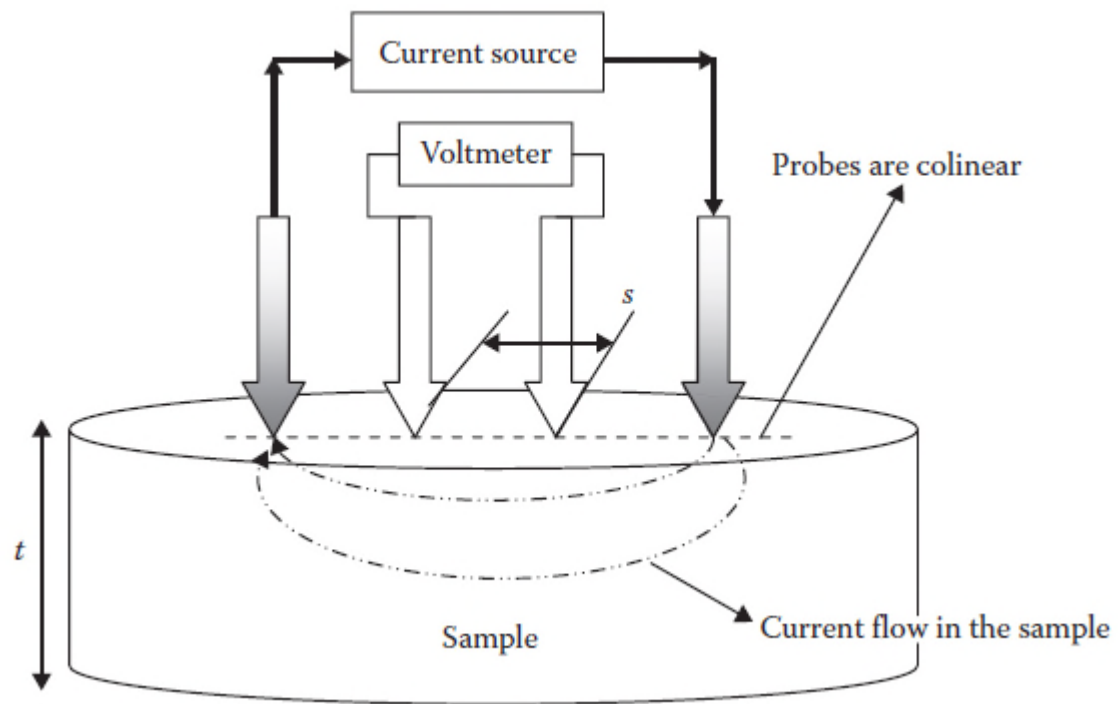 Current source
Voltmeter
Probes are colinear
s
t
Sample
Current flow in the sample